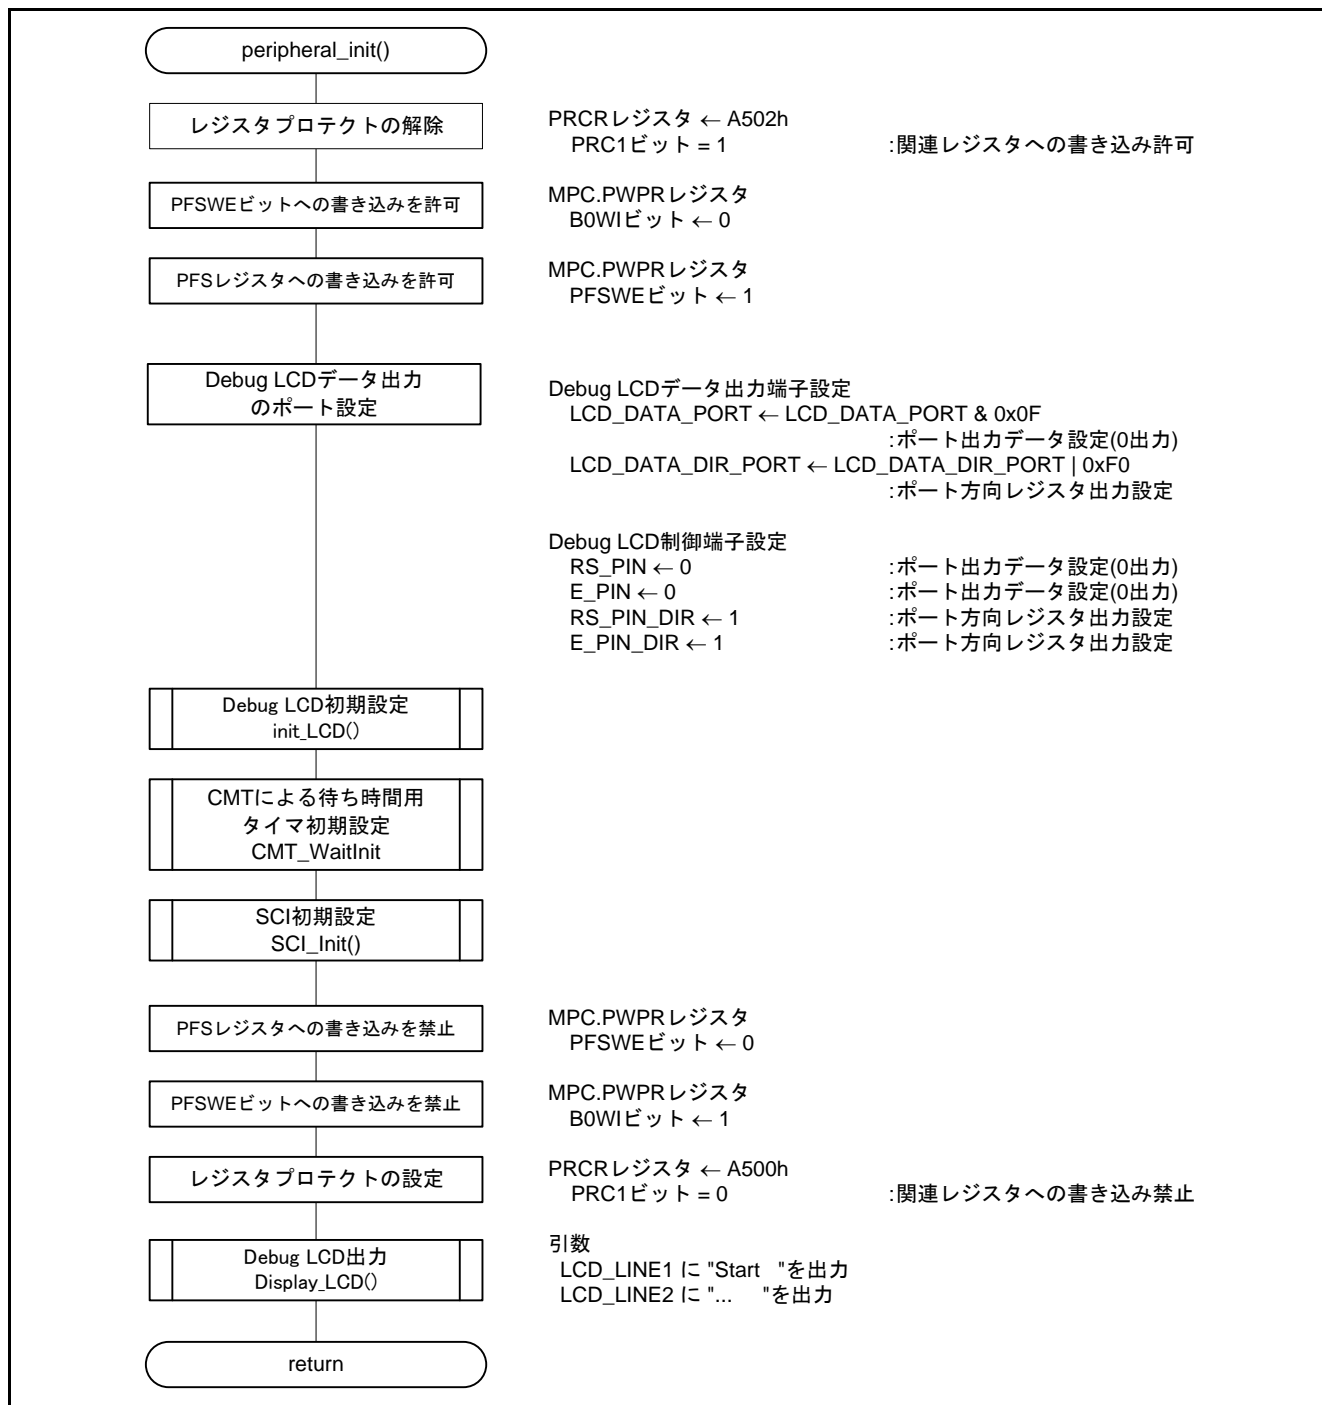 peripheral_init()
レジスタプロテクトの解除
PRCRレジスタ ← A502h
PRC1ビット = 1 :関連レジスタへの書き込み許可
PFSWEビットへの書き込みを許可
MPC.PWPRレジスタ
B0WIビット ← 0
PFSレジスタへの書き込みを許可
MPC.PWPRレジスタ
PFSWEビット ← 1
Debug LCDデータ出力
のポート設定
Debug LCDデータ出力端子設定
LCD_DATA_PORT ← LCD_DATA_PORT & 0x0F
:ポート出力データ設定(0出力)
LCD_DATA_DIR_PORT ← LCD_DATA_DIR_PORT | 0xF0
:ポート方向レジスタ出力設定
Debug LCD制御端子設定
RS_PIN ← 0 :ポート出力データ設定(0出力)
E_PIN ← 0 :ポート出力データ設定(0出力)
RS_PIN_DIR ← 1 :ポート方向レジスタ出力設定
E_PIN_DIR ← 1 :ポート方向レジスタ出力設定
Debug LCD初期設定
init_LCD()
CMTによる待ち時間用
タイマ初期設定
CMT_WaitInit
SCI初期設定
SCI_Init()
PFSレジスタへの書き込みを禁止
MPC.PWPRレジスタ
PFSWEビット ← 0
PFSWEビットへの書き込みを禁止
MPC.PWPRレジスタ
B0WIビット ← 1
レジスタプロテクトの設定
PRCRレジスタ ← A500h
PRC1ビット = 0 :関連レジスタへの書き込み禁止
Debug LCD出力
Display_LCD()
引数
LCD_LINE1 に "Start   "を出力
LCD_LINE2 に "...     "を出力
return